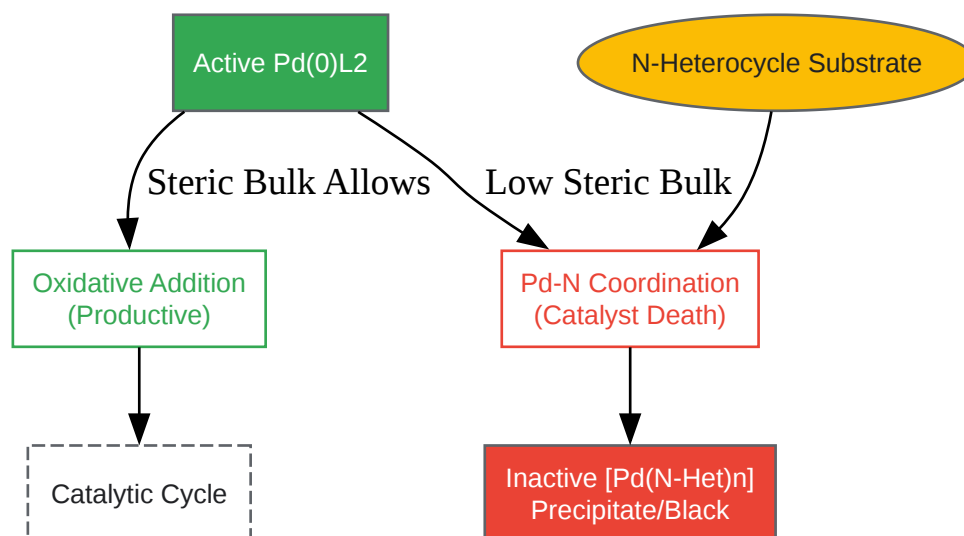 Active Pd(0)L2
N-Heterocycle Substrate
Steric Bulk Allows
Low Steric Bulk
Oxidative Addition
(Productive)
Pd-N Coordination
(Catalyst Death)
Catalytic Cycle
Inactive [Pd(N-Het)n]
Precipitate/Black